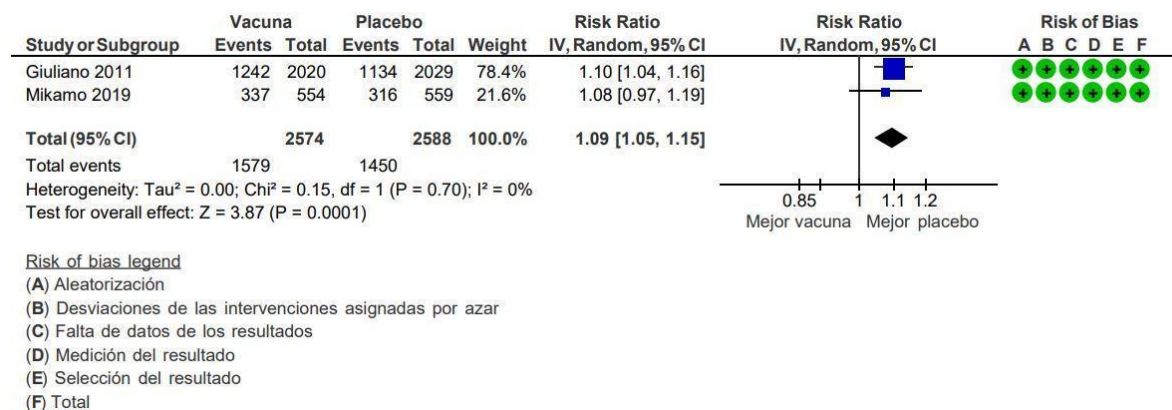 Vacuna Placebo Risk Ratio Risk Ratio Risk of Bias
Study or Subgroup Events Total Events Total Weight IV, Random, 95% CI IV, Random, 95% CI A B C D E F
Giuliano 2011 1242 2020 1134 2029 78.4% 1.10 [1.04, 1.16] + + + + + +
Mikamo 2019 337 554 316 559 21.6% 1.08 [0.97, 1.19] + + + + + +
Total (95% CI) 2574 2588 100.0% 1.09 [1.05, 1.15]
Total events 1579 1450
Heterogeneity: Tau² = 0.00; Chi² = 0.15, df = 1 (P = 0.70); I² = 0%
Test for overall effect: Z = 3.87 (P = 0.0001)
0.85 1 1.1 1.2
Mejor vacuna Mejor placebo
Risk of bias legend
(A) Aleatorización
(B) Desviaciones de las intervenciones asignadas por azar
(C) Falta de datos de los resultados
(D) Medición del resultado
(E) Selección del resultado
(F) Total